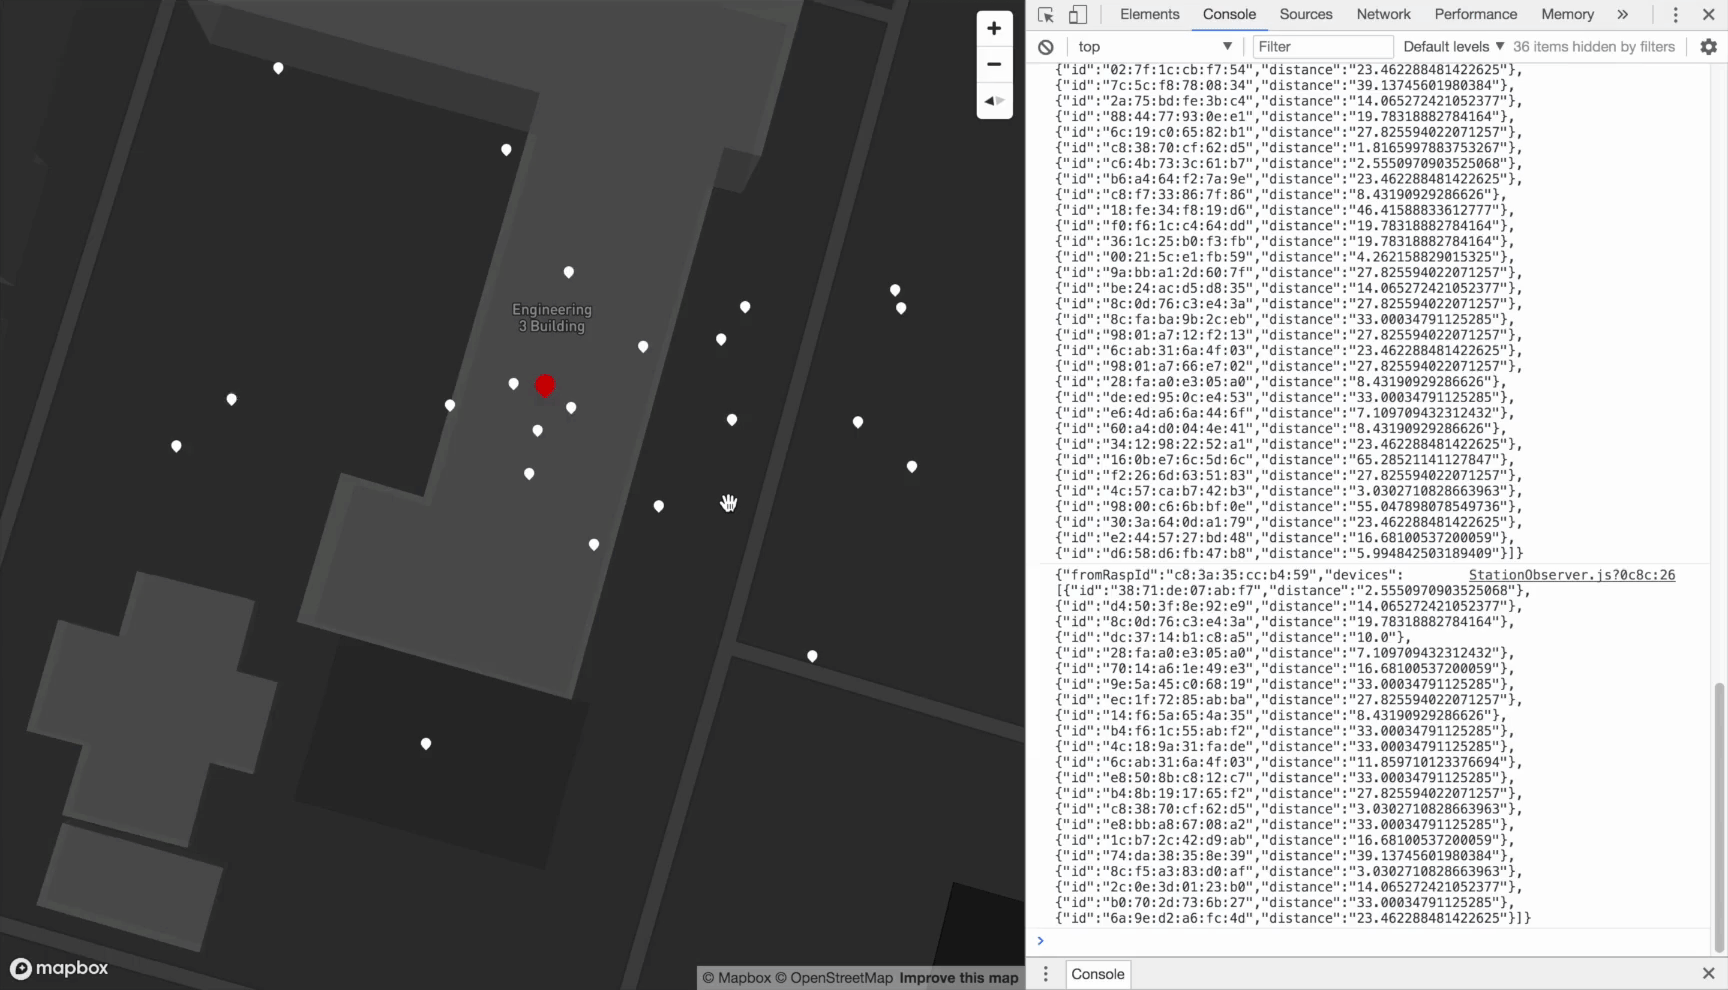 Engineering
3 Building
mapbox
© Mapbox © OpenStreetMap Improve this map
Elements Console Sources Network Performance Memory »
top ▼ Filter Default levels ▼ 36 items hidden by filters
{"id":"02:7f:1c:cb:f7:54","distance":"23.462288481422625"},
{"id":"7c:5c:f8:78:08:34","distance":"39.13745601980384"},
{"id":"2a:75:bd:fe:3b:c4","distance":"14.065272421052377"},
{"id":"88:44:77:93:0e:e1","distance":"19.78318882784164"},
{"id":"6c:19:c0:65:82:b1","distance":"27.825594022071257"},
{"id":"c8:38:70:cf:62:d5","distance":"1.8165997883753267"},
{"id":"c6:4b:73:3c:61:b7","distance":"2.5550970903525068"},
{"id":"b6:a4:64:f2:7a:9e","distance":"23.462288481422625"},
{"id":"c8:f7:33:86:7f:86","distance":"8.43190929286626"},
{"id":"18:fe:34:f8:19:d6","distance":"46.41588833612777"},
{"id":"f0:f6:1c:c4:64:dd","distance":"19.78318882784164"},
{"id":"36:1c:25:b0:f3:fb","distance":"19.78318882784164"},
{"id":"00:21:5c:e1:fb:59","distance":"4.262158829015325"},
{"id":"9a:bb:a1:2d:60:7f","distance":"27.825594022071257"},
{"id":"be:24:ac:d5:d8:35","distance":"14.065272421052377"},
{"id":"8c:0d:76:c3:e4:3a","distance":"27.825594022071257"},
{"id":"8c:fa:ba:9b:2c:eb","distance":"33.00034791125285"},
{"id":"98:01:a7:12:f2:13","distance":"27.825594022071257"},
{"id":"6c:ab:31:6a:4f:03","distance":"23.462288481422625"},
{"id":"98:01:a7:66:e7:02","distance":"27.825594022071257"},
{"id":"28:fa:a0:e3:05:a0","distance":"8.43190929286626"},
{"id":"de:ed:95:0c:e4:53","distance":"33.00034791125285"},
{"id":"e6:4d:a6:6a:44:6f","distance":"7.109709432312432"},
{"id":"60:a4:d0:04:4e:41","distance":"8.43190929286626"},
{"id":"34:12:98:22:52:a1","distance":"23.462288481422625"},
{"id":"16:0b:e7:6c:5d:6c","distance":"65.28521141127847"},
{"id":"f2:26:6d:63:51:83","distance":"27.825594022071257"},
{"id":"4c:57:ca:b7:42:b3","distance":"3.0302710828663963"},
{"id":"98:00:c6:6b:bf:0e","distance":"55.047898078549736"},
{"id":"30:3a:64:0d:a1:79","distance":"23.462288481422625"},
{"id":"e2:44:57:27:bd:48","distance":"16.68100537200059"},
{"id":"d6:58:d6:fb:47:b8","distance":"5.994842503189409"}]}
{"fromRaspId":"c8:3a:35:cc:b4:59","devices": StationObserver.js?0c8c:26
[{"id":"38:71:de:07:ab:f7","distance":"2.5550970903525068"},
{"id":"d4:50:3f:8e:92:e9","distance":"14.065272421052377"},
{"id":"8c:0d:76:c3:e4:3a","distance":"19.78318882784164"},
{"id":"dc:37:14:b1:c8:a5","distance":"10.0"},
{"id":"28:fa:a0:e3:05:a0","distance":"7.109709432312432"},
{"id":"70:14:a6:1e:49:e3","distance":"16.68100537200059"},
{"id":"9e:5a:45:c0:68:19","distance":"33.00034791125285"},
{"id":"ec:1f:72:85:ab:ba","distance":"27.825594022071257"},
{"id":"14:f6:5a:65:4a:35","distance":"8.43190929286626"},
{"id":"b4:f6:1c:55:ab:f2","distance":"33.00034791125285"},
{"id":"4c:18:9a:31:fa:de","distance":"33.00034791125285"},
{"id":"6c:ab:31:6a:4f:03","distance":"11.859710123376694"},
{"id":"e8:50:8b:c8:12:c7","distance":"33.00034791125285"},
{"id":"b4:8b:19:17:65:f2","distance":"27.825594022071257"},
{"id":"c8:38:70:cf:62:d5","distance":"3.0302710828663963"},
{"id":"e8:bb:a8:67:08:a2","distance":"33.00034791125285"},
{"id":"1c:b7:2c:42:d9:ab","distance":"16.68100537200059"},
{"id":"74:da:38:35:8e:39","distance":"39.13745601980384"},
{"id":"8c:f5:a3:83:d0:af","distance":"3.0302710828663963"},
{"id":"2c:0e:3d:01:23:b0","distance":"14.065272421052377"},
{"id":"b0:70:2d:73:6b:27","distance":"33.00034791125285"},
{"id":"6a:9e:d2:a6:fc:4d","distance":"23.462288481422625"}]}
Console